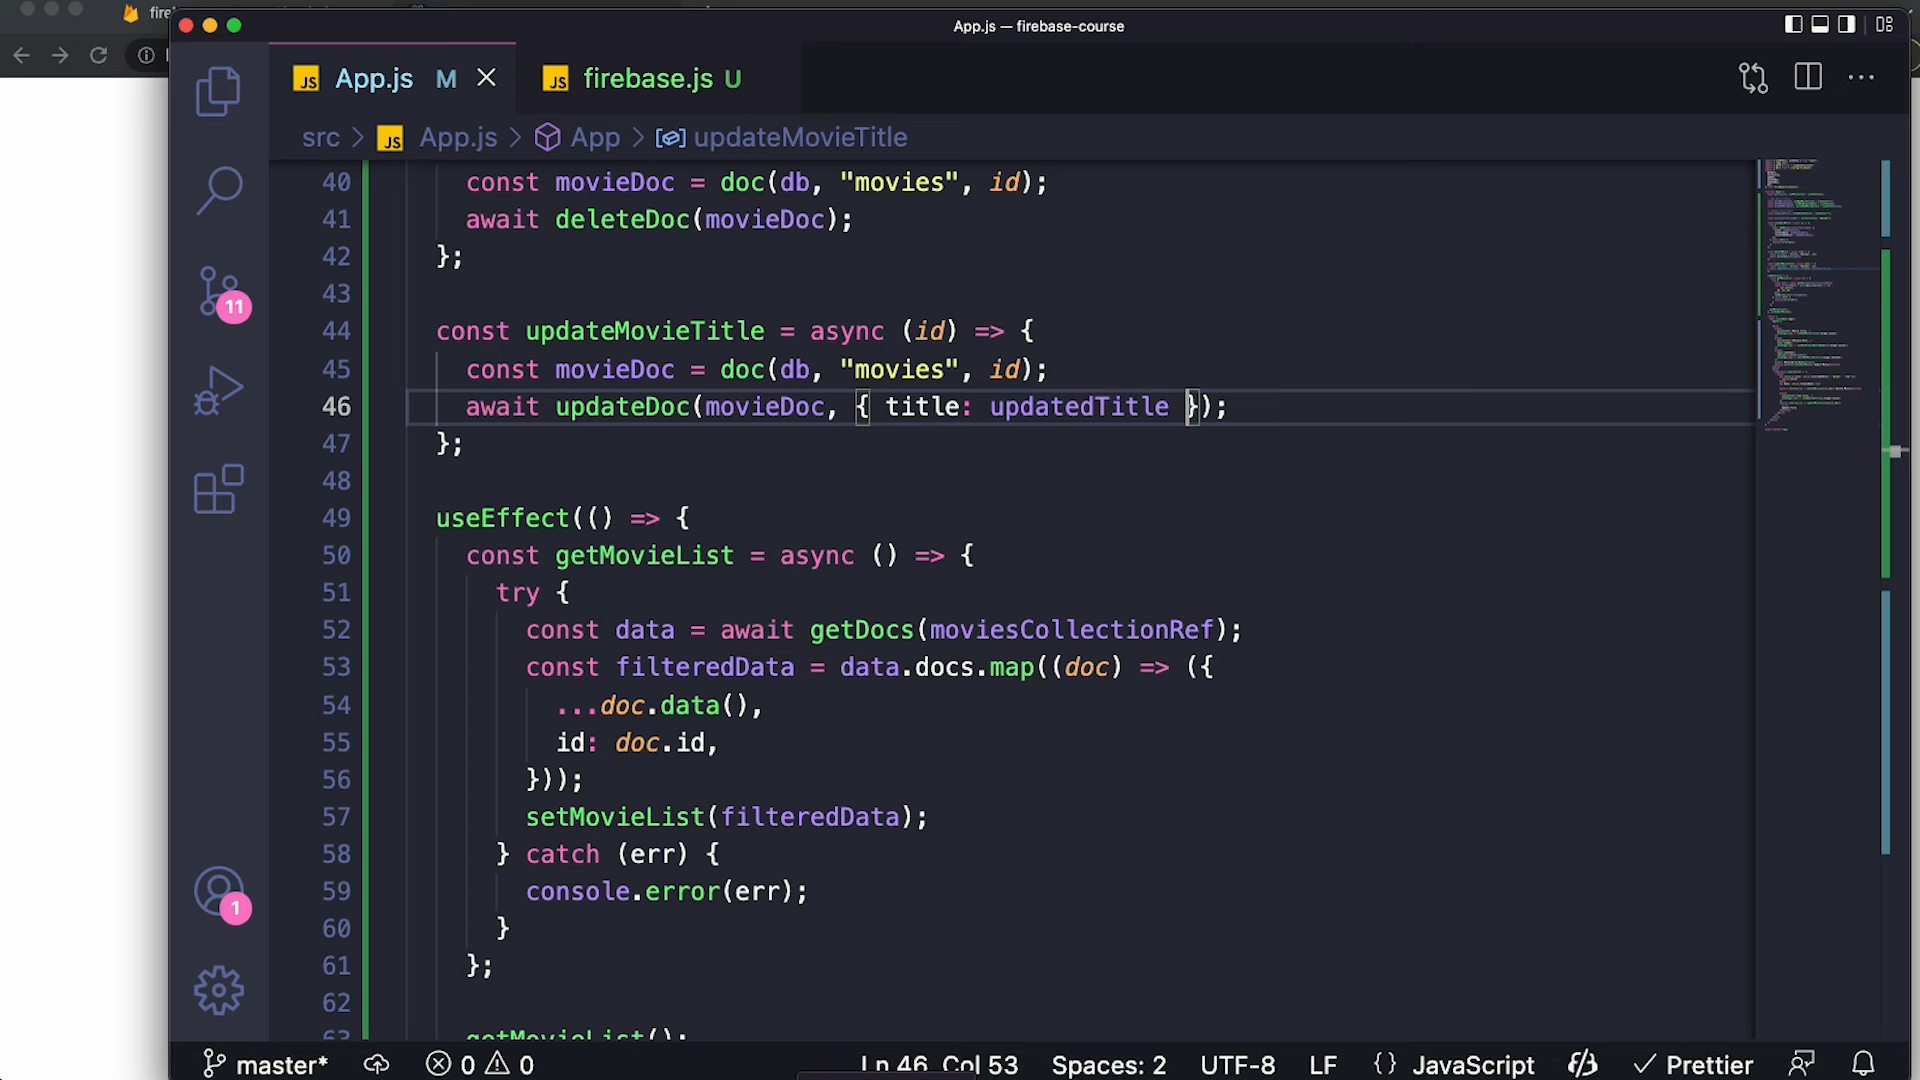 App.js — firebase-course
JS App.js M
JS firebase.js U
src > JS App.js > App > updateMovieTitle
40 const movieDoc = doc(db, "movies", id);
41 await deleteDoc(movieDoc);
42 };
43
44 const updateMovieTitle = async (id) => {
45 const movieDoc = doc(db, "movies", id);
46 await updateDoc(movieDoc, { title: updatedTitle });
47 };
48
49 useEffect(() => {
50 const getMovieList = async () => {
51 try {
52 const data = await getDocs(moviesCollectionRef);
53 const filteredData = data.docs.map((doc) => ({
54 ...doc.data(),
55 id: doc.id,
56 }));
57 setMovieList(filteredData);
58 } catch (err) {
59 console.error(err);
60 }
61 };
62
63 getMovieList();
11
1
master* 0 0 Ln 46, Col 53 Spaces: 2 UTF-8 LF {} JavaScript Prettier